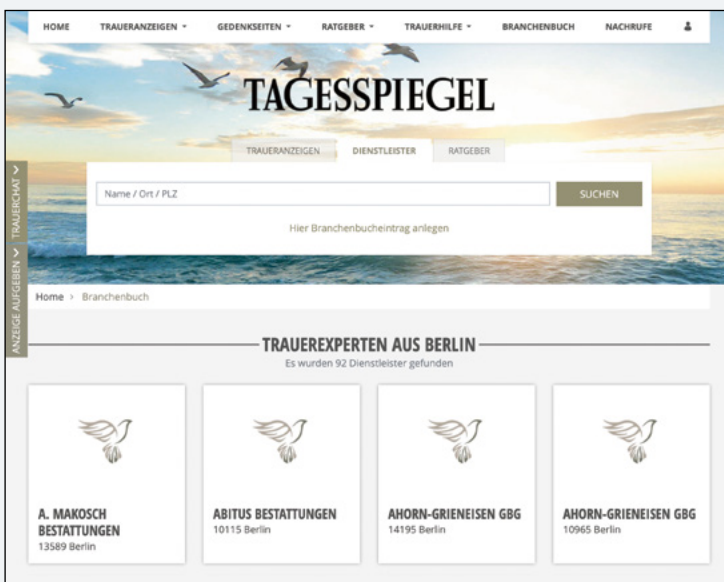 HOME TRAUERANZEIGEN GEDENKSEITEN RATGEBER TRAUERHILFE BRANCHENBUCH NACHRUFE
TAGESSPIEGEL
TRAUERANZEIGEN DIENSTLEISTER RATGEBER
Name / Ort / PLZ SUCHEN
Hier Branchenbucheintrag anlegen
TRAUERCHAT
ANZEIGE AUFGEBEN
Home > Branchenbuch
TRAUEREXPERTEN AUS BERLIN
Es wurden 92 Dienstleister gefunden
A. MAKOSCH
BESTATTUNGEN
13589 Berlin
ABITUS BESTATTUNGEN
10115 Berlin
AHORN-GRIENEISEN GBG
14195 Berlin
AHORN-GRIENEISEN GBG
10965 Berlin